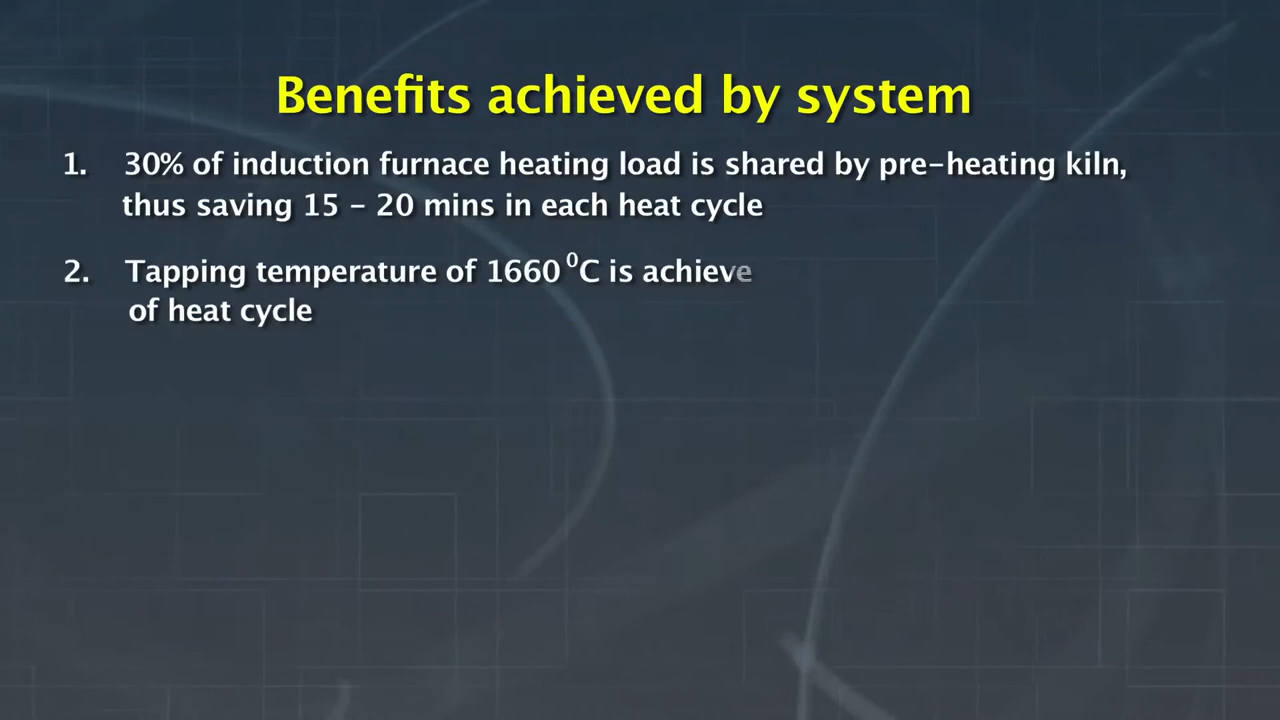 Benefits achieved by system
1. 30% of induction furnace heating load is shared by pre-heating kiln,
thus saving 15 - 20 mins in each heat cycle
2. Tapping temperature of 1660 ⁰C is achieve
of heat cycle